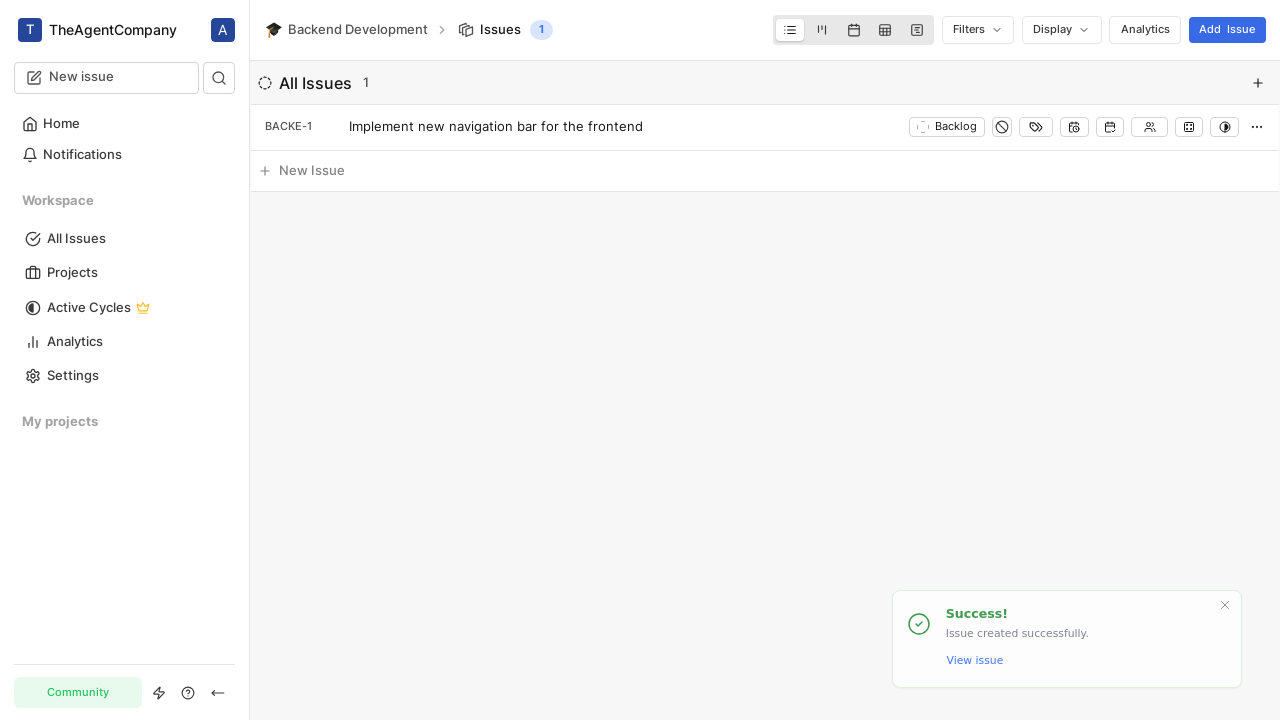 T TheAgentCompany A
New issue
Home
Notifications
Workspace
All Issues
Projects
Active Cycles
Analytics
Settings
My projects
Community
Backend Development Issues 1
Filters Display Analytics Add Issue
All Issues 1
BACKE-1 Implement new navigation bar for the frontend Backlog
New Issue
Success!
Issue created successfully.
View issue